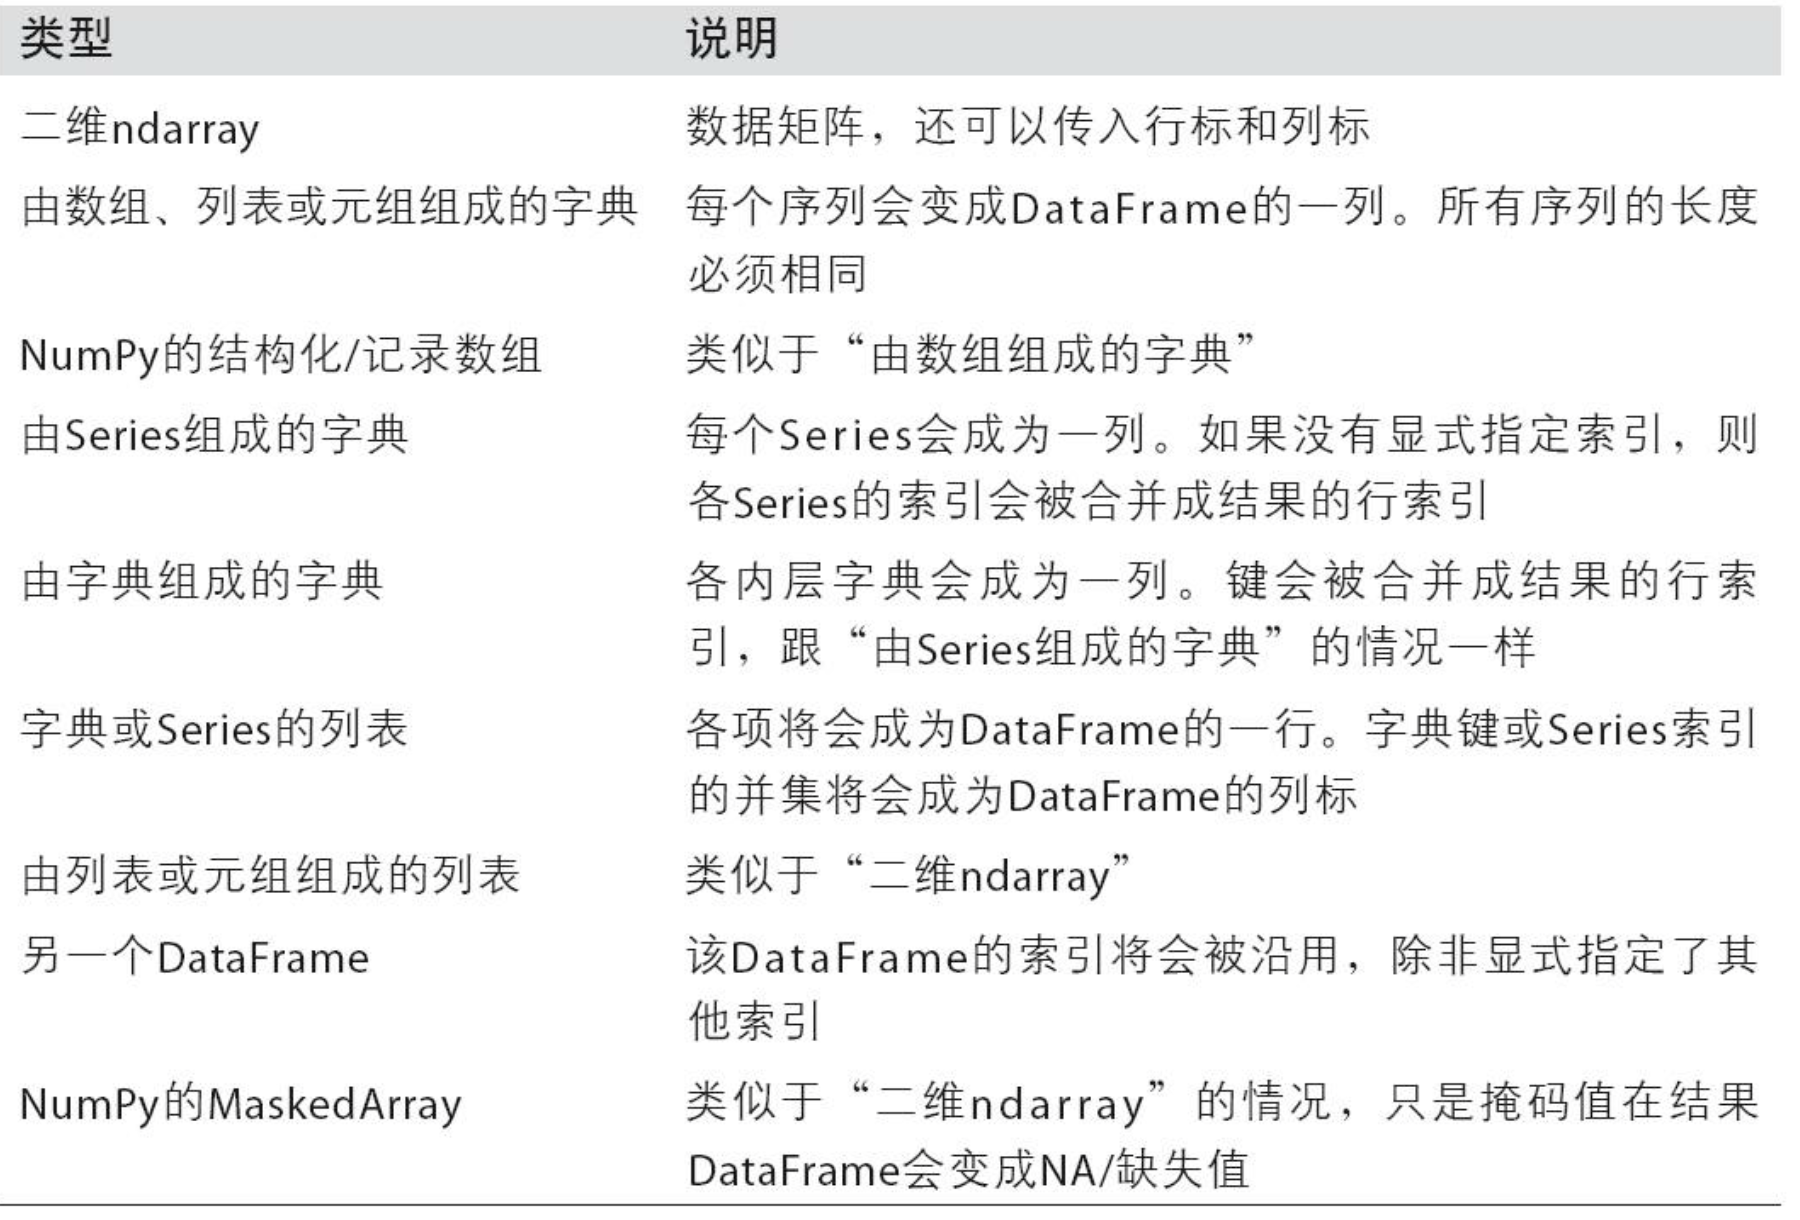 类型 说明
二维ndarray 数据矩阵，还可以传入行标和列标
由数组、列表或元组组成的字典 每个序列会变成DataFrame的一列。所有序列的长度
必须相同
NumPy的结构化/记录数组 类似于“由数组组成的字典”
由Series组成的字典 每个Series会成为一列。如果没有显式指定索引，则
各Series的索引会被合并成结果的行索引
由字典组成的字典 各内层字典会成为一列。键会被合并成结果的行索
引，跟“由Series组成的字典”的情况一样
字典或Series的列表 各项将会成为DataFrame的一行。字典键或Series索引
的并集将会成为DataFrame的列标
由列表或元组组成的列表 类似于“二维ndarray”
另一个DataFrame 该DataFrame的索引将会被沿用，除非显式指定了其
他索引
NumPy的MaskedArray 类似于“二维ndarray”的情况，只是掩码值在结果
DataFrame会变成NA/缺失值